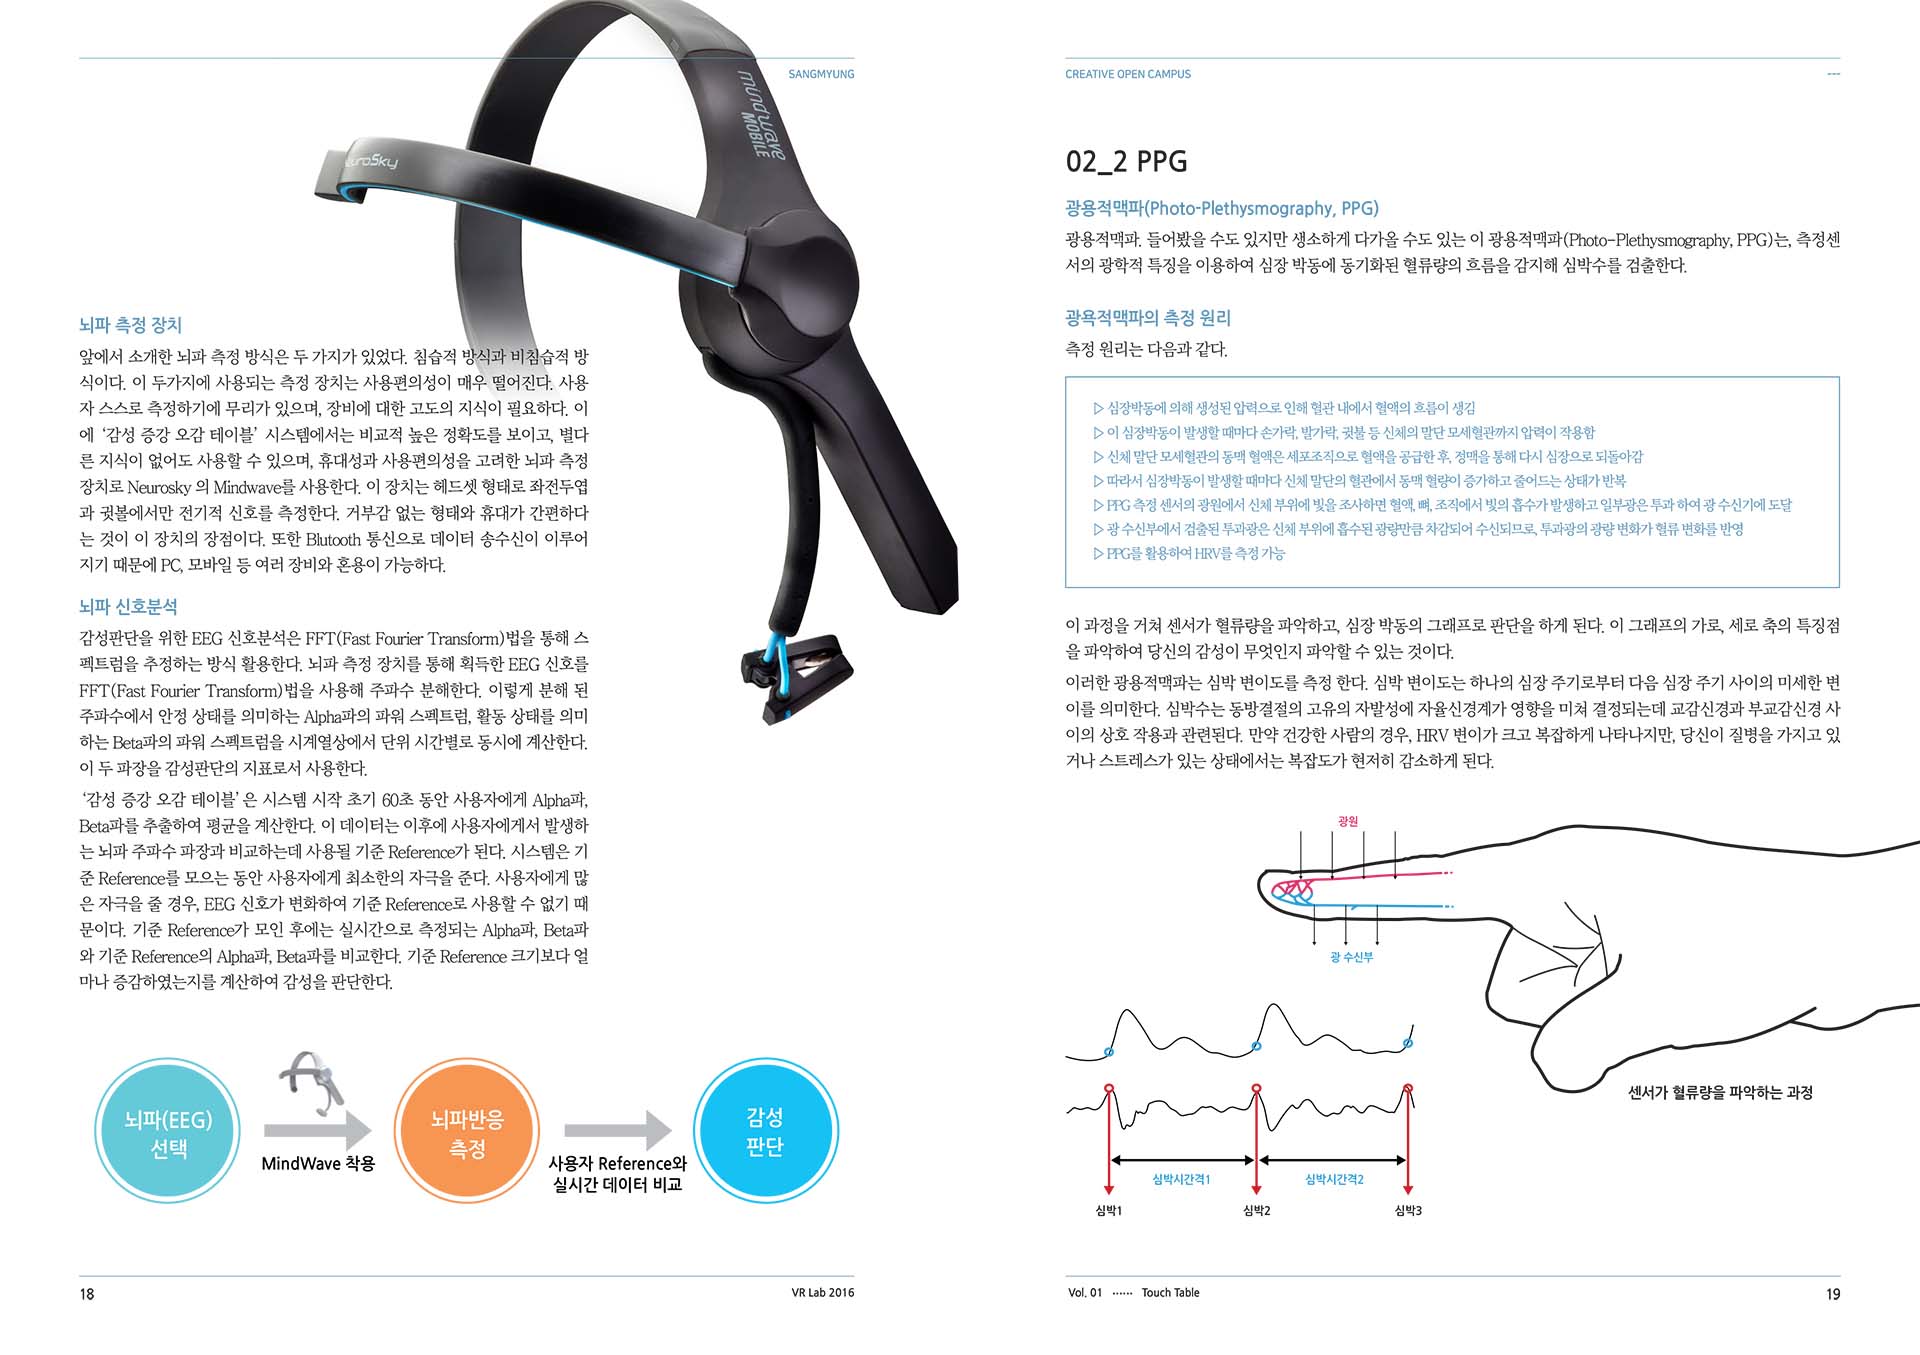 SANGMYUNG
mindwave
MOBILE
뇌파 측정 장치
앞에서 소개한 뇌파 측정 방식은 두 가지가 있었다. 침습적 방식과 비침습적 방
식이다. 이 두가지에 사용되는 측정 장치는 사용편의성이 매우 떨어진다. 사용
자 스스로 측정하기에 무리가 있으며, 장비에 대한 고도의 지식이 필요하다. 이
에 ‘감성 증강 오감 테이블’ 시스템에서는 비교적 높은 정확도를 보이고, 별다
른 지식이 없어도 사용할 수 있으며, 휴대성과 사용편의성을 고려한 뇌파 측정
장치로 Neurosky 의 Mindwave를 사용한다. 이 장치는 헤드셋 형태로 좌전두엽
과 귓볼에서만 전기적 신호를 측정한다. 거부감 없는 형태와 휴대가 간편하다
는 것이 이 장치의 장점이다. 또한 Blutooth 통신으로 데이터 송수신이 이루어
지기 때문에 PC, 모바일 등 여러 장비와 혼용이 가능하다.
뇌파 신호분석
감성판단을 위한 EEG 신호분석은 FFT(Fast Fourier Transform)법을 통해 스
펙트럼을 추정하는 방식 활용한다. 뇌파 측정 장치를 통해 획득한 EEG 신호를
FFT(Fast Fourier Transform)법을 사용해 주파수 분해한다. 이렇게 분해 된
주파수에서 안정 상태를 의미하는 Alpha파의 파워 스펙트럼, 활동 상태를 의미
하는 Beta파의 파워 스펙트럼을 시계열상에서 단위 시간별로 동시에 계산한다.
이 두 파장을 감성판단의 지표로서 사용한다.
‘감성 증강 오감 테이블’은 시스템 시작 초기 60초 동안 사용자에게 Alpha파,
Beta파를 추출하여 평균을 계산한다. 이 데이터는 이후에 사용자에게서 발생하
는 뇌파 주파수 파장과 비교하는데 사용될 기준 Reference가 된다. 시스템은 기
준 Reference를 모으는 동안 사용자에게 최소한의 자극을 준다. 사용자에게 많
은 자극을 줄 경우, EEG 신호가 변화하여 기준 Reference로 사용할 수 없기 때
문이다. 기준 Reference가 모인 후에는 실시간으로 측정되는 Alpha파, Beta파
와 기준 Reference의 Alpha파, Beta파를 비교한다. 기준 Reference 크기보다 얼
마나 증감하였는지를 계산하여 감성을 판단한다.
뇌파(EEG)
선택
MindWave 착용
뇌파반응
측정
사용자 Reference와
실시간 데이터 비교
감성
판단
18
VR Lab 2016
CREATIVE OPEN CAMPUS
---
02_2 PPG
광용적맥파(Photo-Plethysmography, PPG)
광용적맥파. 들어봤을 수도 있지만 생소하게 다가올 수도 있는 이 광용적맥파(Photo-Plethysmography, PPG)는, 측정센
서의 광학적 특징을 이용하여 심장 박동에 동기화된 혈류량의 흐름을 감지해 심박수를 검출한다.
광욕적맥파의 측정 원리
측정 원리는 다음과 같다.
▷ 심장박동에 의해 생성된 압력으로 인해 혈관 내에서 혈액의 흐름이 생김
▷ 이 심장박동이 발생할 때마다 손가락, 발가락, 귓불 등 신체의 말단 모세혈관까지 압력이 작용함
▷ 신체 말단 모세혈관의 동맥 혈액은 세포조직으로 혈액을 공급한 후, 정맥을 통해 다시 심장으로 되돌아감
▷ 따라서 심장박동이 발생할 때마다 신체 말단의 혈관에서 동맥 혈량이 증가하고 줄어드는 상태가 반복
▷ PPG 측정 센서의 광원에서 신체 부위에 빛을 조사하면 혈액, 뼈, 조직에서 빛의 흡수가 발생하고 일부광은 투과 하여 광 수신기에 도달
▷ 광 수신부에서 검출된 투과광은 신체 부위에 흡수된 광량만큼 차감되어 수신되므로, 투과광의 광량 변화가 혈류 변화를 반영
▷ PPG를 활용하여 HRV를 측정 가능
이 과정을 거쳐 센서가 혈류량을 파악하고, 심장 박동의 그래프로 판단을 하게 된다. 이 그래프의 가로, 세로 축의 특징점
을 파악하여 당신의 감성이 무엇인지 파악할 수 있는 것이다.
이러한 광용적맥파는 심박 변이도를 측정 한다. 심박 변이도는 하나의 심장 주기로부터 다음 심장 주기 사이의 미세한 변
이를 의미한다. 심박수는 동방결절의 고유의 자발성에 자율신경계가 영향을 미쳐 결정되는데 교감신경과 부교감신경 사
이의 상호 작용과 관련된다. 만약 건강한 사람의 경우, HRV 변이가 크고 복잡하게 나타나지만, 당신이 질병을 가지고 있
거나 스트레스가 있는 상태에서는 복잡도가 현저히 감소하게 된다.
광원
광 수신부
센서가 혈류량을 파악하는 과정
심박시간격1
심박시간격2
심박1
심박2
심박3
Vol. 01 ······ Touch Table
19